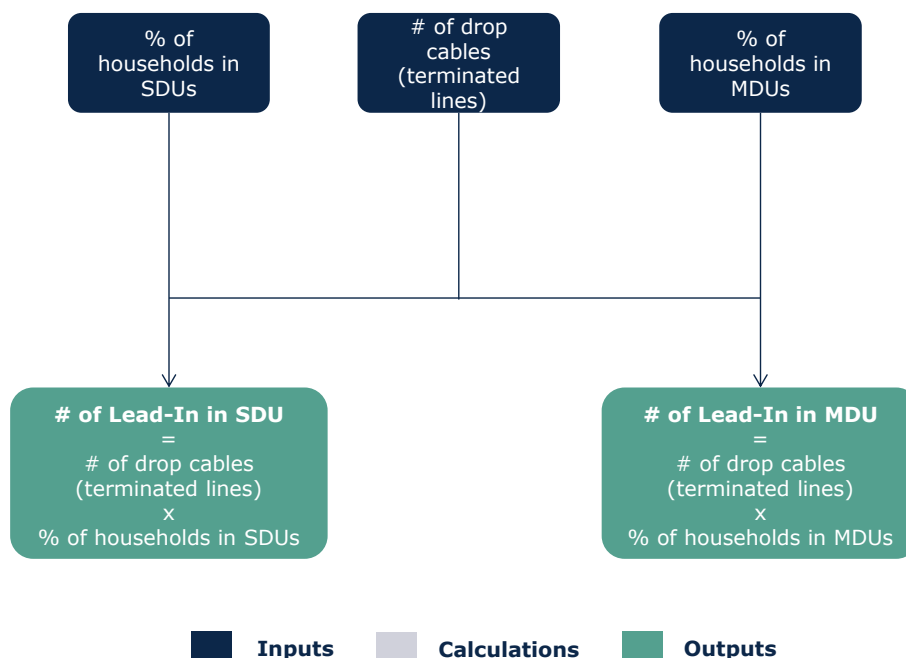 % of
households in
SDUs
# of drop
cables
(terminated
lines)
% of
households in
MDUs
# of Lead-In in SDU
=
# of drop cables
(terminated lines)
x
% of households in SDUs
# of Lead-In in MDU
=
# of drop cables
(terminated lines)
x
% of households in MDUs
Inputs
Calculations
Outputs